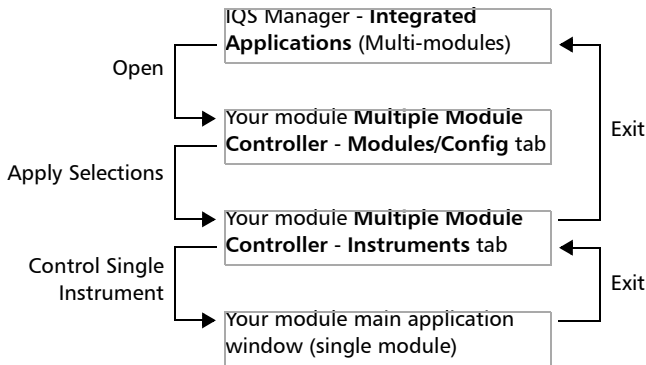 IQS Manager - Integrated
Applications (Multi-modules)
Open
Your module Multiple Module
Controller - Modules/Config tab
Exit
Apply Selections
Your module Multiple Module
Controller - Instruments tab
Control Single
Instrument
Exit
Your module main application
window (single module)